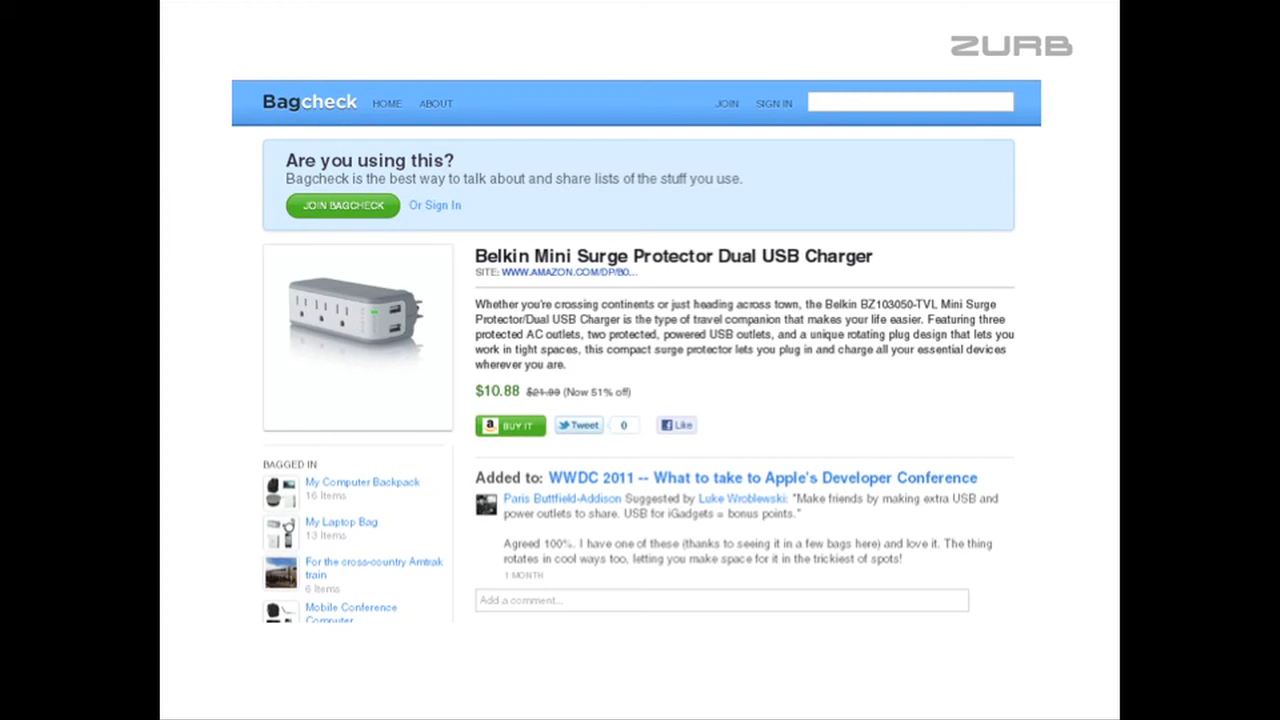 ZURB
Bagcheck HOME ABOUT JOIN SIGN IN
Are you using this?
Bagcheck is the best way to talk about and share lists of the stuff you use.
JOIN BAGCHECK Or Sign In
Belkin Mini Surge Protector Dual USB Charger
SITE: WWW.AMAZON.COM/DP/B0...
Whether you're crossing continents or just heading across town, the Belkin BZ103050-TVL Mini Surge
Protector/Dual USB Charger is the type of travel companion that makes your life easier. Featuring three
protected AC outlets, two protected, powered USB outlets, and a unique rotating plug design that lets you
work in tight spaces, this compact surge protector lets you plug in and charge all your essential devices
wherever you are.
$10.88 $21.99 (Now 51% off)
a BUY IT Tweet 0 Like
BAGGED IN
My Computer Backpack
16 Items
My Laptop Bag
13 Items
For the cross-country Amtrak
train
6 Items
Mobile Conference
Computer
Added to: WWDC 2011 -- What to take to Apple's Developer Conference
Paris Buttfield-Addison Suggested by Luke Wroblewski: "Make friends by making extra USB and
power outlets to share. USB for iGadgets = bonus points."
Agreed 100%. I have one of these (thanks to seeing it in a few bags here) and love it. The thing
rotates in cool ways too, letting you make space for it in the trickiest of spots!
1 MONTH
Add a comment...